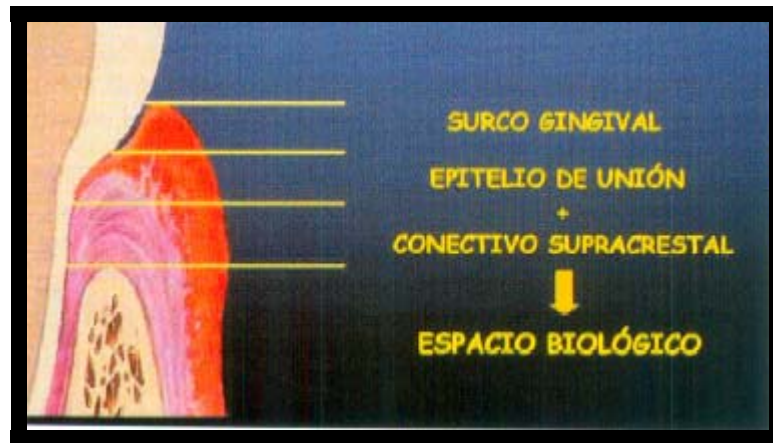 SURCO GINGIVAL
EPITELIO DE UNIÓN
+
CONECTIVO SUPRACRESTAL
ESPACIO BIOLÓGICO